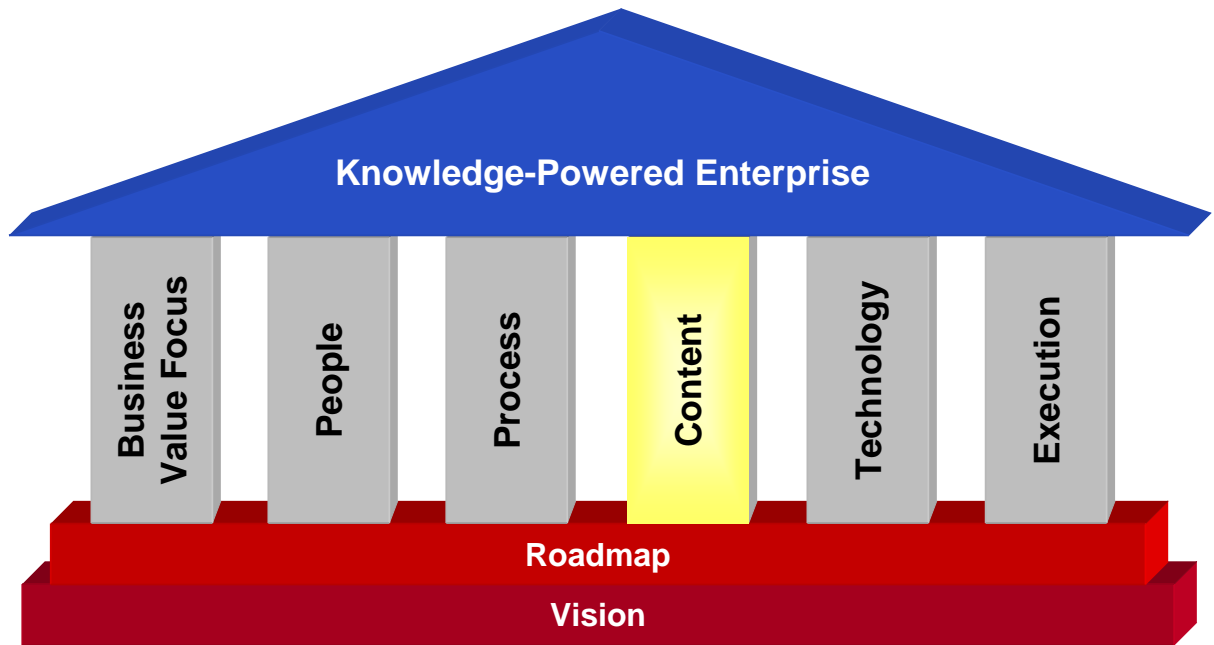 Knowledge-Powered Enterprise
Business
Value Focus
People
Process
Content
Technology
Execution
Roadmap
Vision